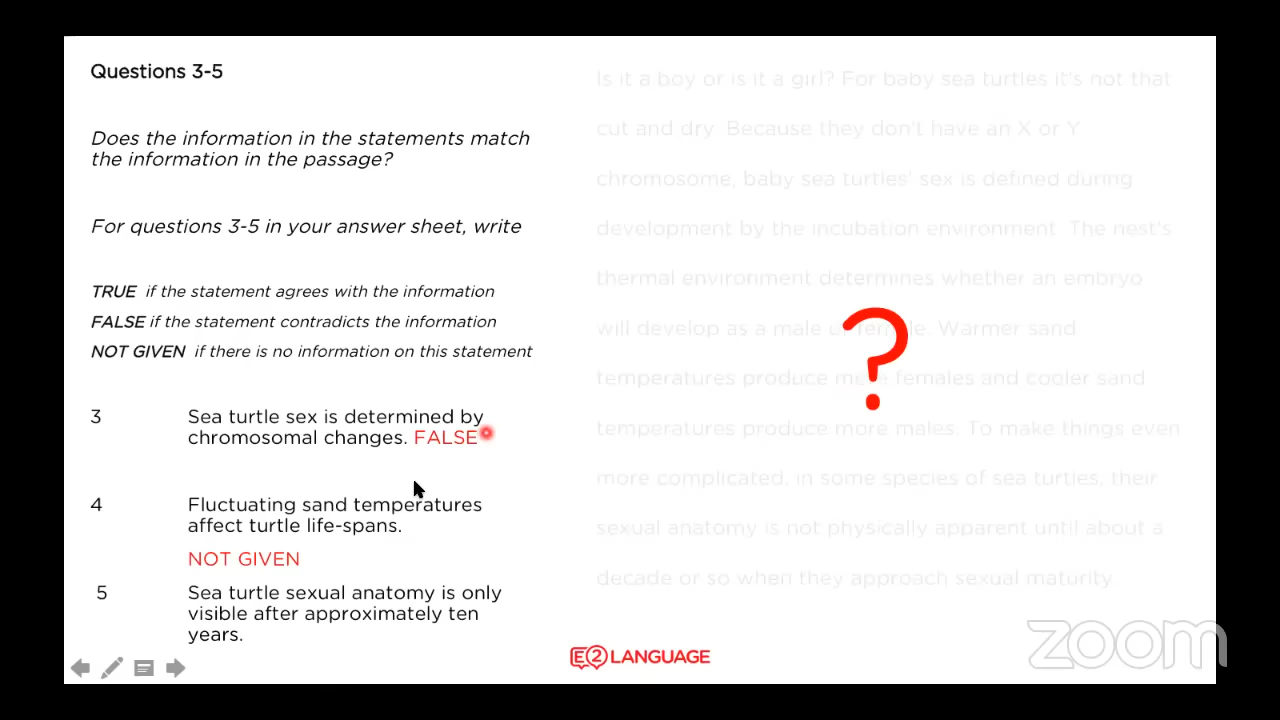 Questions 3-5
Does the information in the statements match
the information in the passage?
For questions 3-5 in your answer sheet, write
TRUE if the statement agrees with the information
FALSE if the statement contradicts the information
NOT GIVEN if there is no information on this statement
3 Sea turtle sex is determined by
chromosomal changes. FALSE
4 Fluctuating sand temperatures
affect turtle life-spans.
NOT GIVEN
5 Sea turtle sexual anatomy is only
visible after approximately ten
years.
Is it a boy or is it a girl? For baby sea turtles it's not that
cut and dry. Because they don't have an X or Y
chromosome, baby sea turtles' sex is defined during
development by the incubation environment. The nest's
thermal environment determines whether an embryo
will develop as a male or female. Warmer sand
temperatures produce more females and cooler sand
temperatures produce more males. To make things even
more complicated, in some species of sea turtles, their
sexual anatomy is not physically apparent until about a
decade or so when they approach sexual maturity.
?
E2 LANGUAGE
zoom